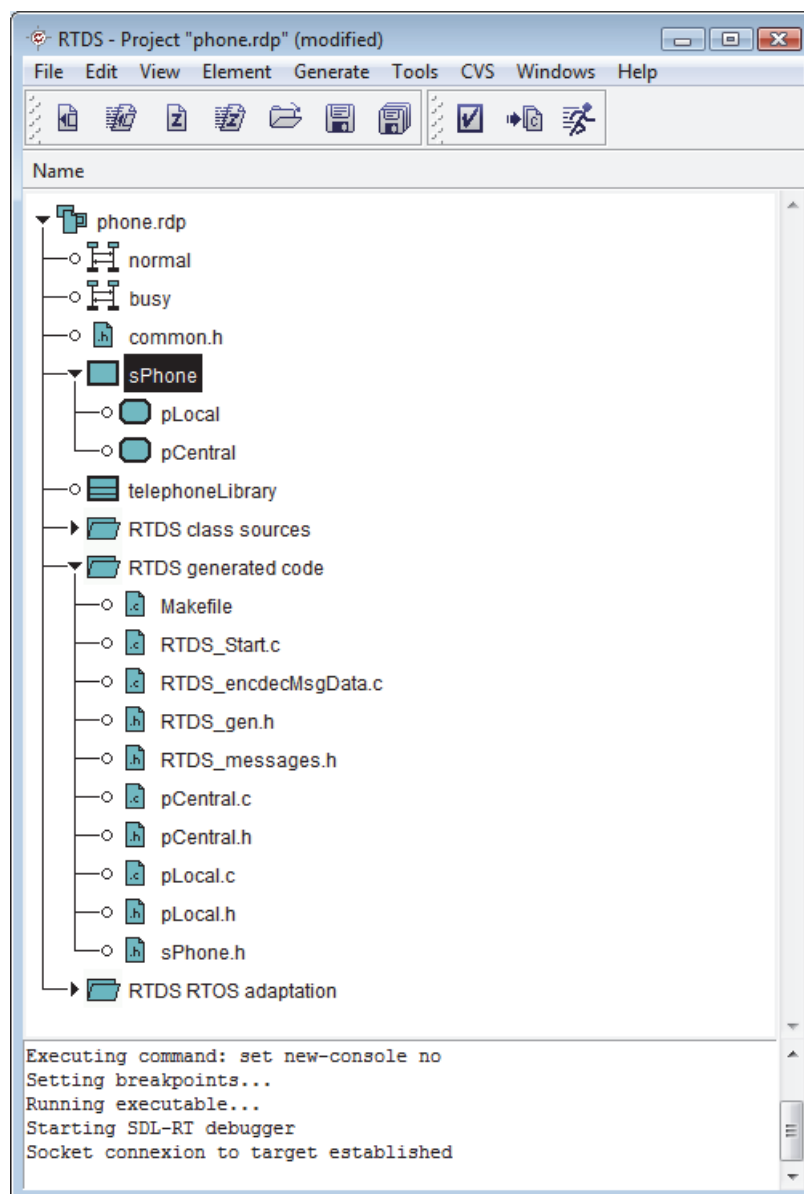 RTDS - Project "phone.rdp" (modified)
File Edit View Element Generate Tools CVS Windows Help
Name
phone.rdp
normal
busy
.h common.h
sPhone
pLocal
pCentral
telephoneLibrary
RTDS class sources
RTDS generated code
.c Makefile
.c RTDS_Start.c
.c RTDS_encdecMsgData.c
.h RTDS_gen.h
.h RTDS_messages.h
.c pCentral.c
.h pCentral.h
.c pLocal.c
.h pLocal.h
.h sPhone.h
RTDS RTOS adaptation
Executing command: set new-console no
Setting breakpoints...
Running executable...
Starting SDL-RT debugger
Socket connexion to target established